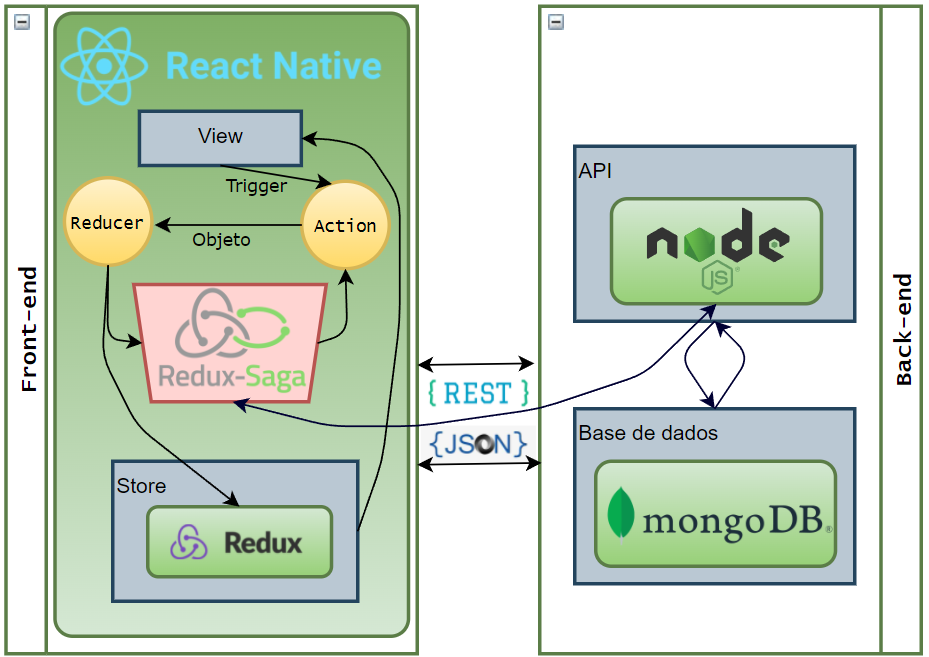 Front-end
React Native
View
Trigger
Reducer
Action
Objeto
Redux-Saga
Store
Redux
{ REST }
{JSON}
API
node
JS
Base de dados
mongoDB
Back-end